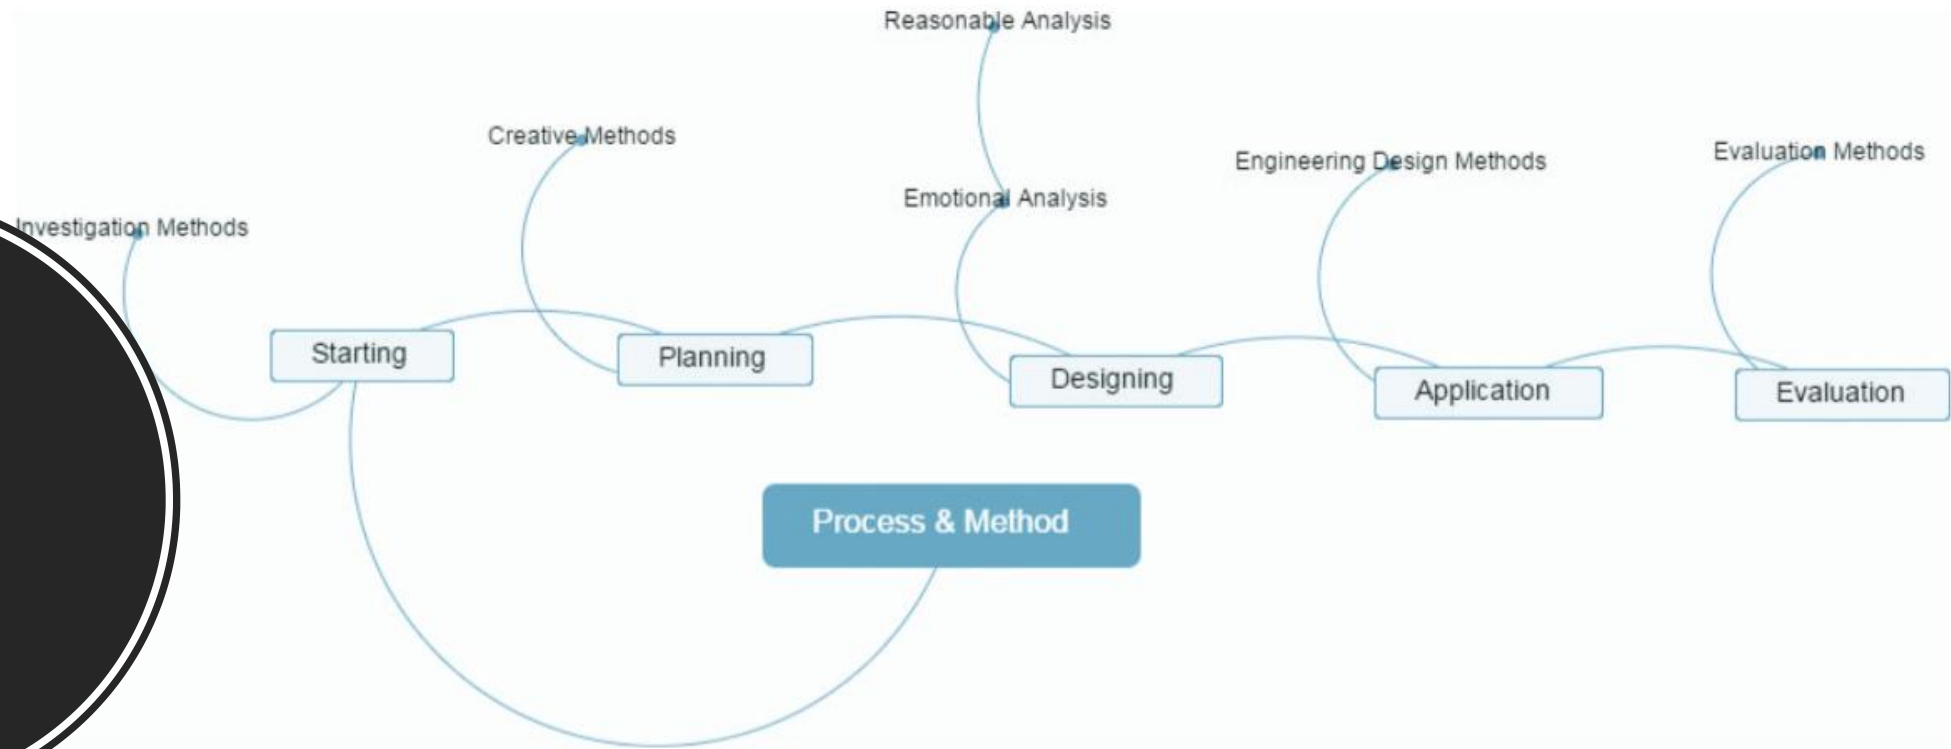 Reasonable Analysis
Creative Methods
Engineering Design Methods
Evaluation Methods
Emotional Analysis
Investigation Methods
Starting
Planning
Designing
Application
Evaluation
Process & Method